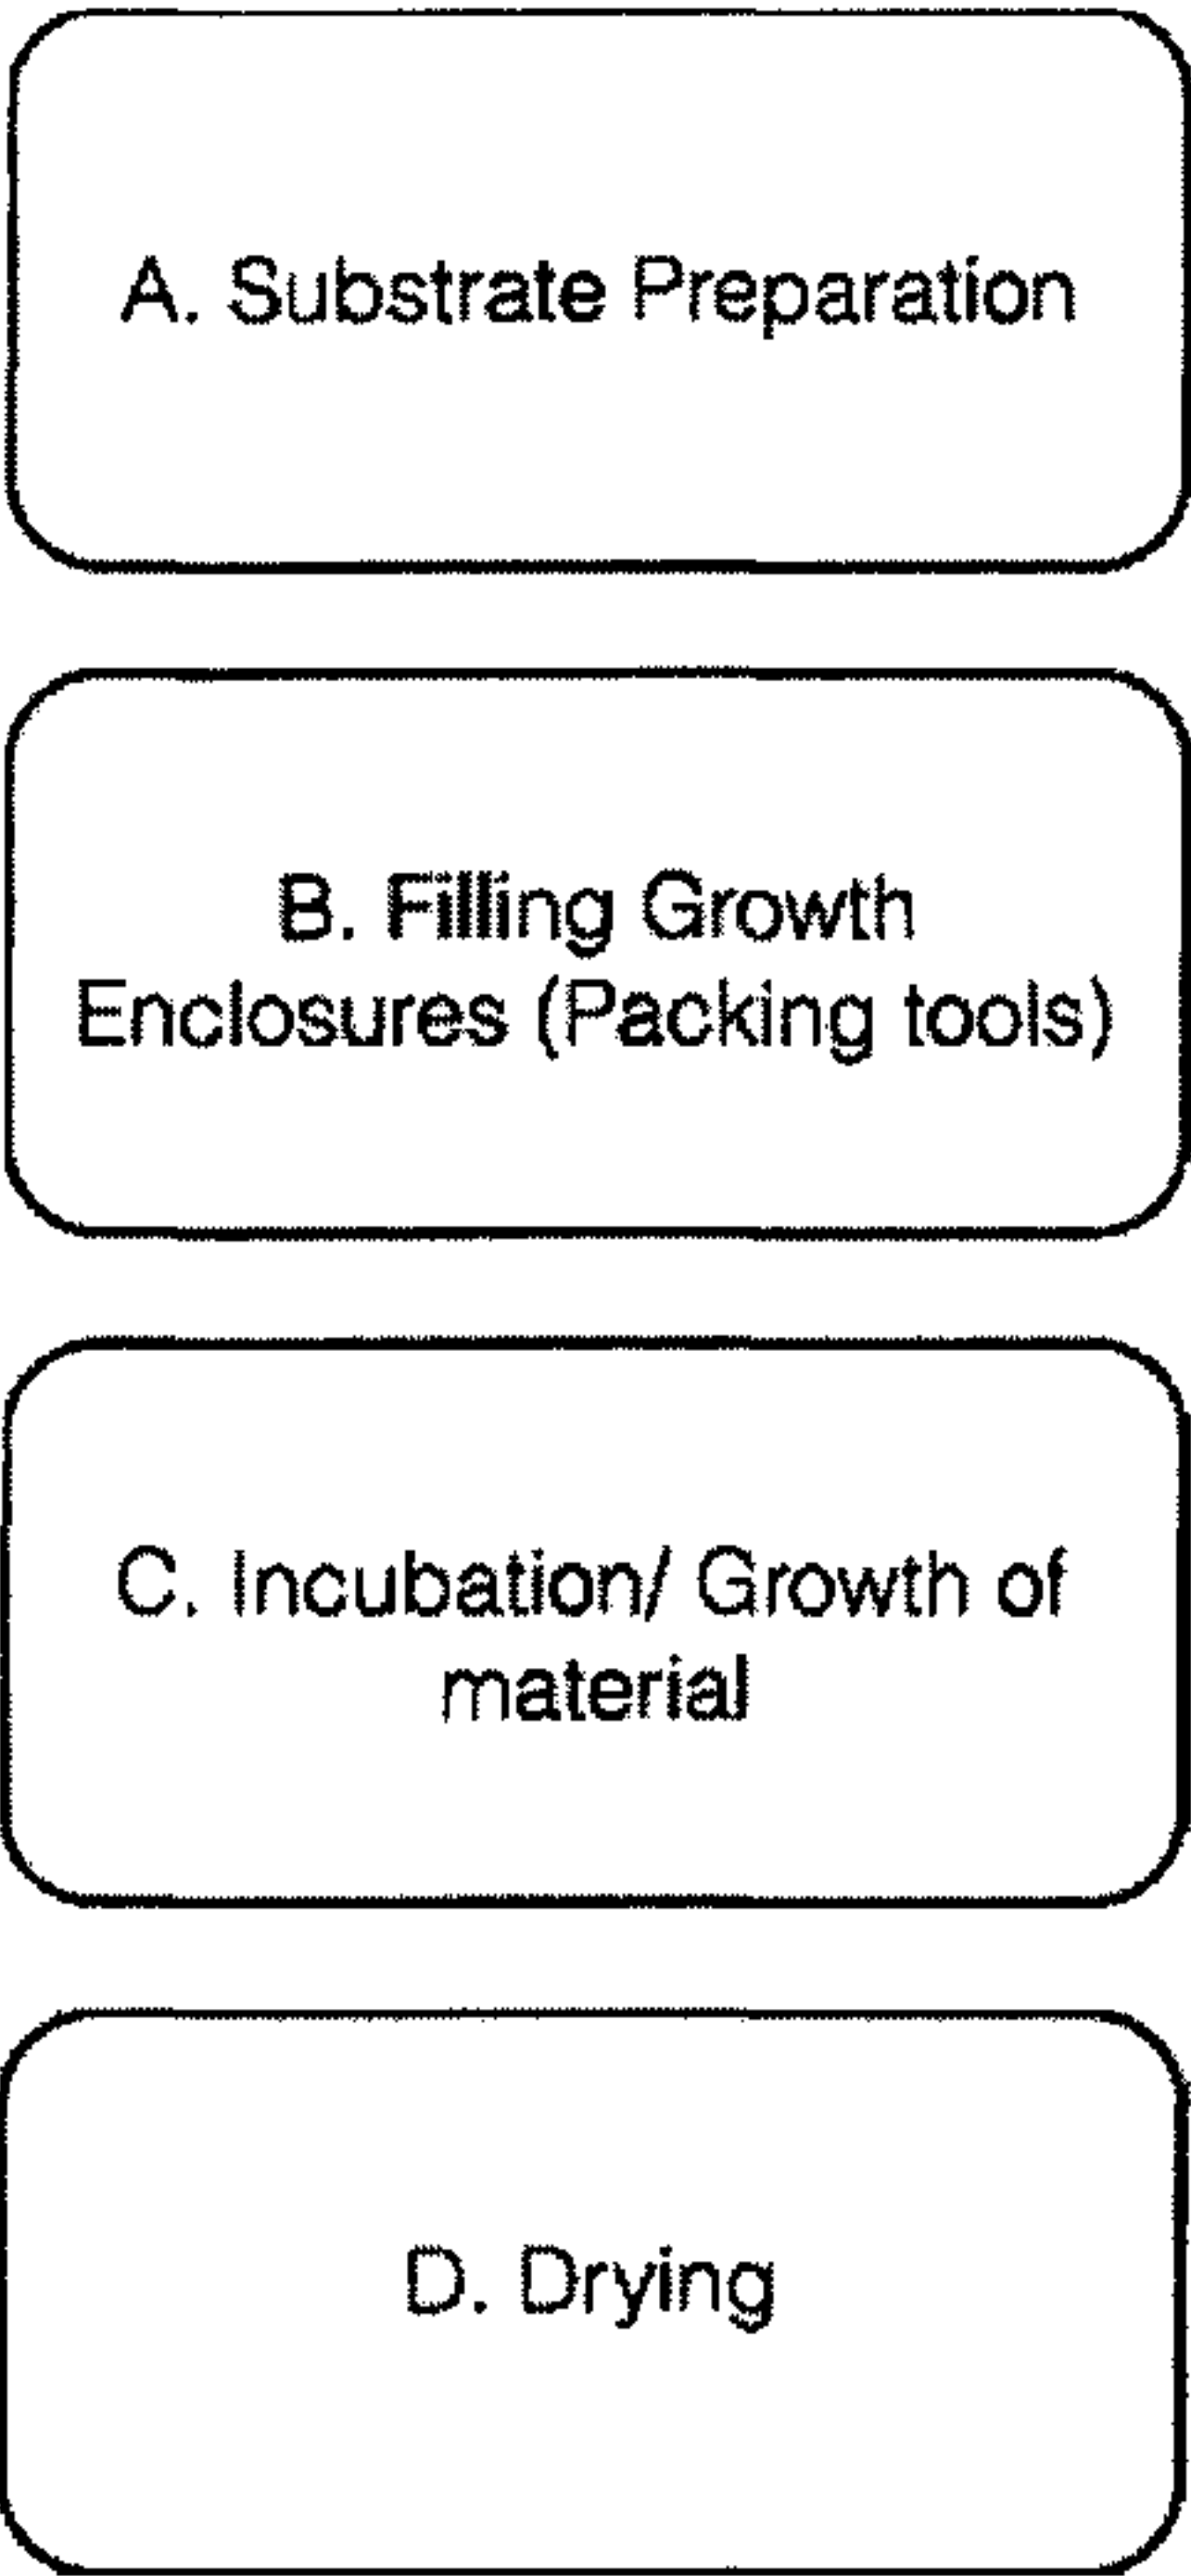 A. Substrate Preparation
B. Filling Growth
Enclosures (Packing tools)
C. Incubation/ Growth of
material
D. Drying